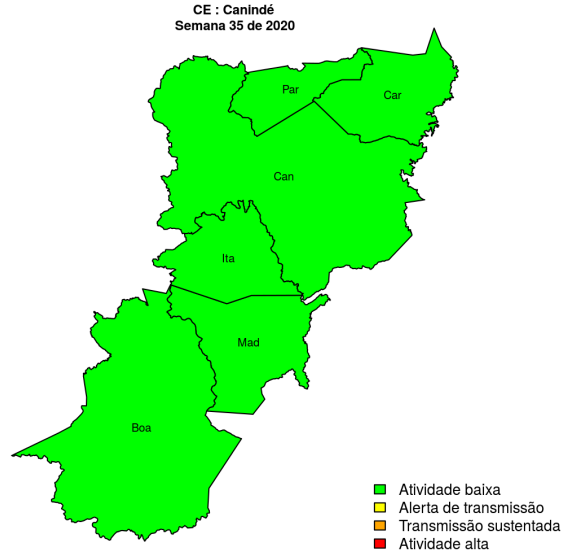 CE : Canindé
Semana 35 de 2020
Par
Car
Can
Ita
Mad
Boa
Atividade baixa
Alerta de transmissão
Transmissão sustentada
Atividade alta